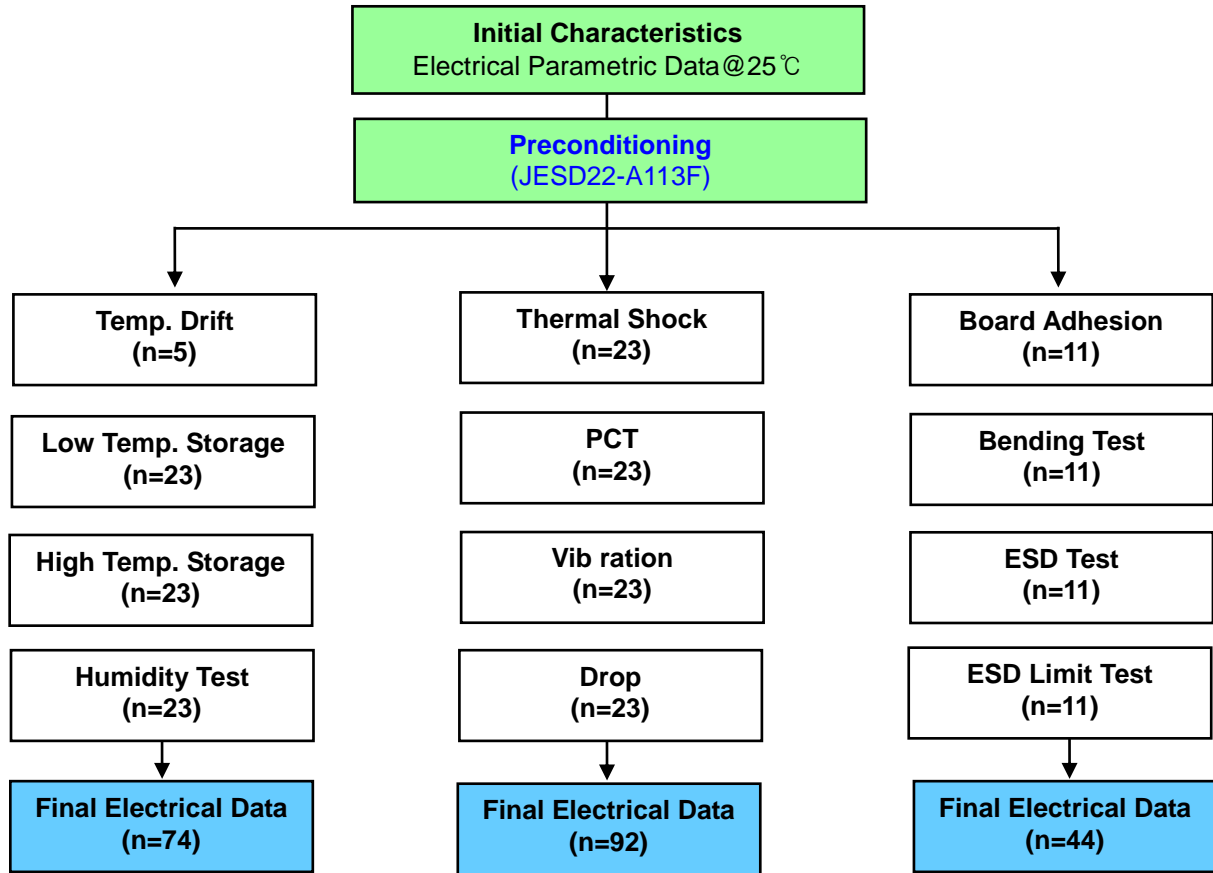 Initial Characteristics
Electrical Parametric Data@25℃
Preconditioning
(JESD22-A113F)
Temp. Drift
(n=5)
Low Temp. Storage
(n=23)
High Temp. Storage
(n=23)
Humidity Test
(n=23)
Final Electrical Data
(n=74)
Thermal Shock
(n=23)
PCT
(n=23)
Vib ration
(n=23)
Drop
(n=23)
Final Electrical Data
(n=92)
Board Adhesion
(n=11)
Bending Test
(n=11)
ESD Test
(n=11)
ESD Limit Test
(n=11)
Final Electrical Data
(n=44)